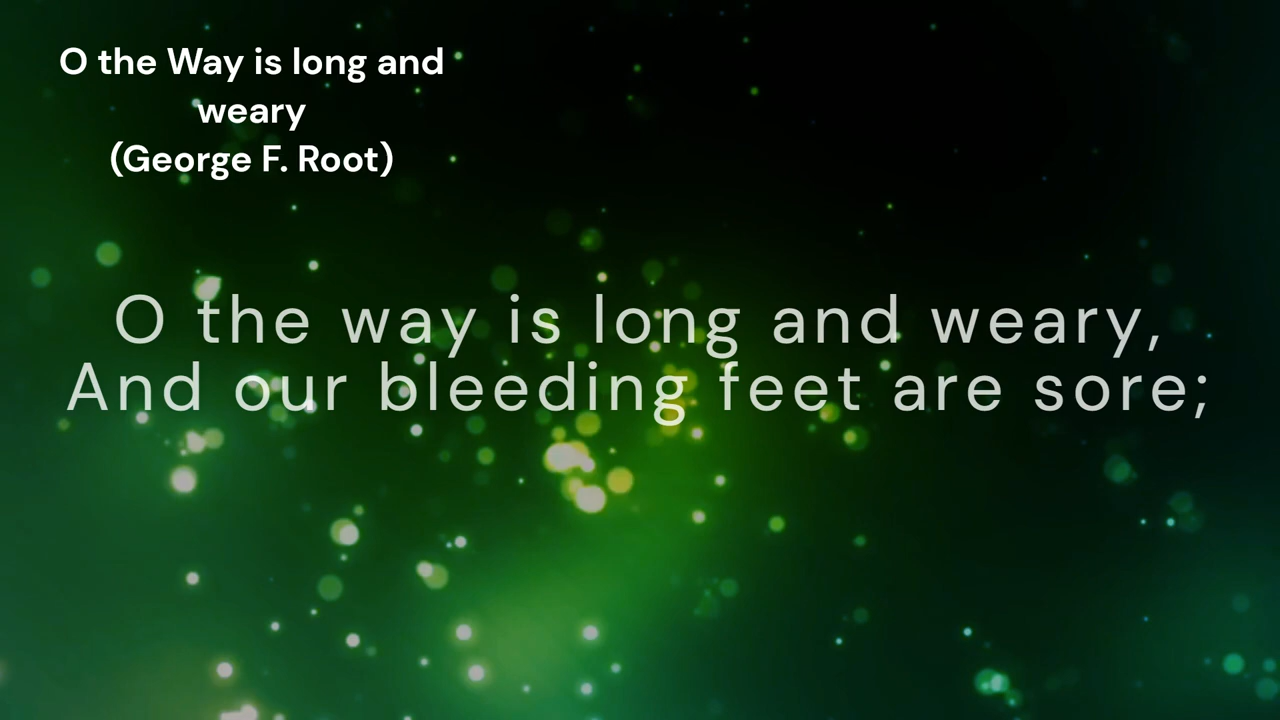 O the Way is long and
weary
(George F. Root)
O the way is long and weary,
And our bleeding feet are sore;